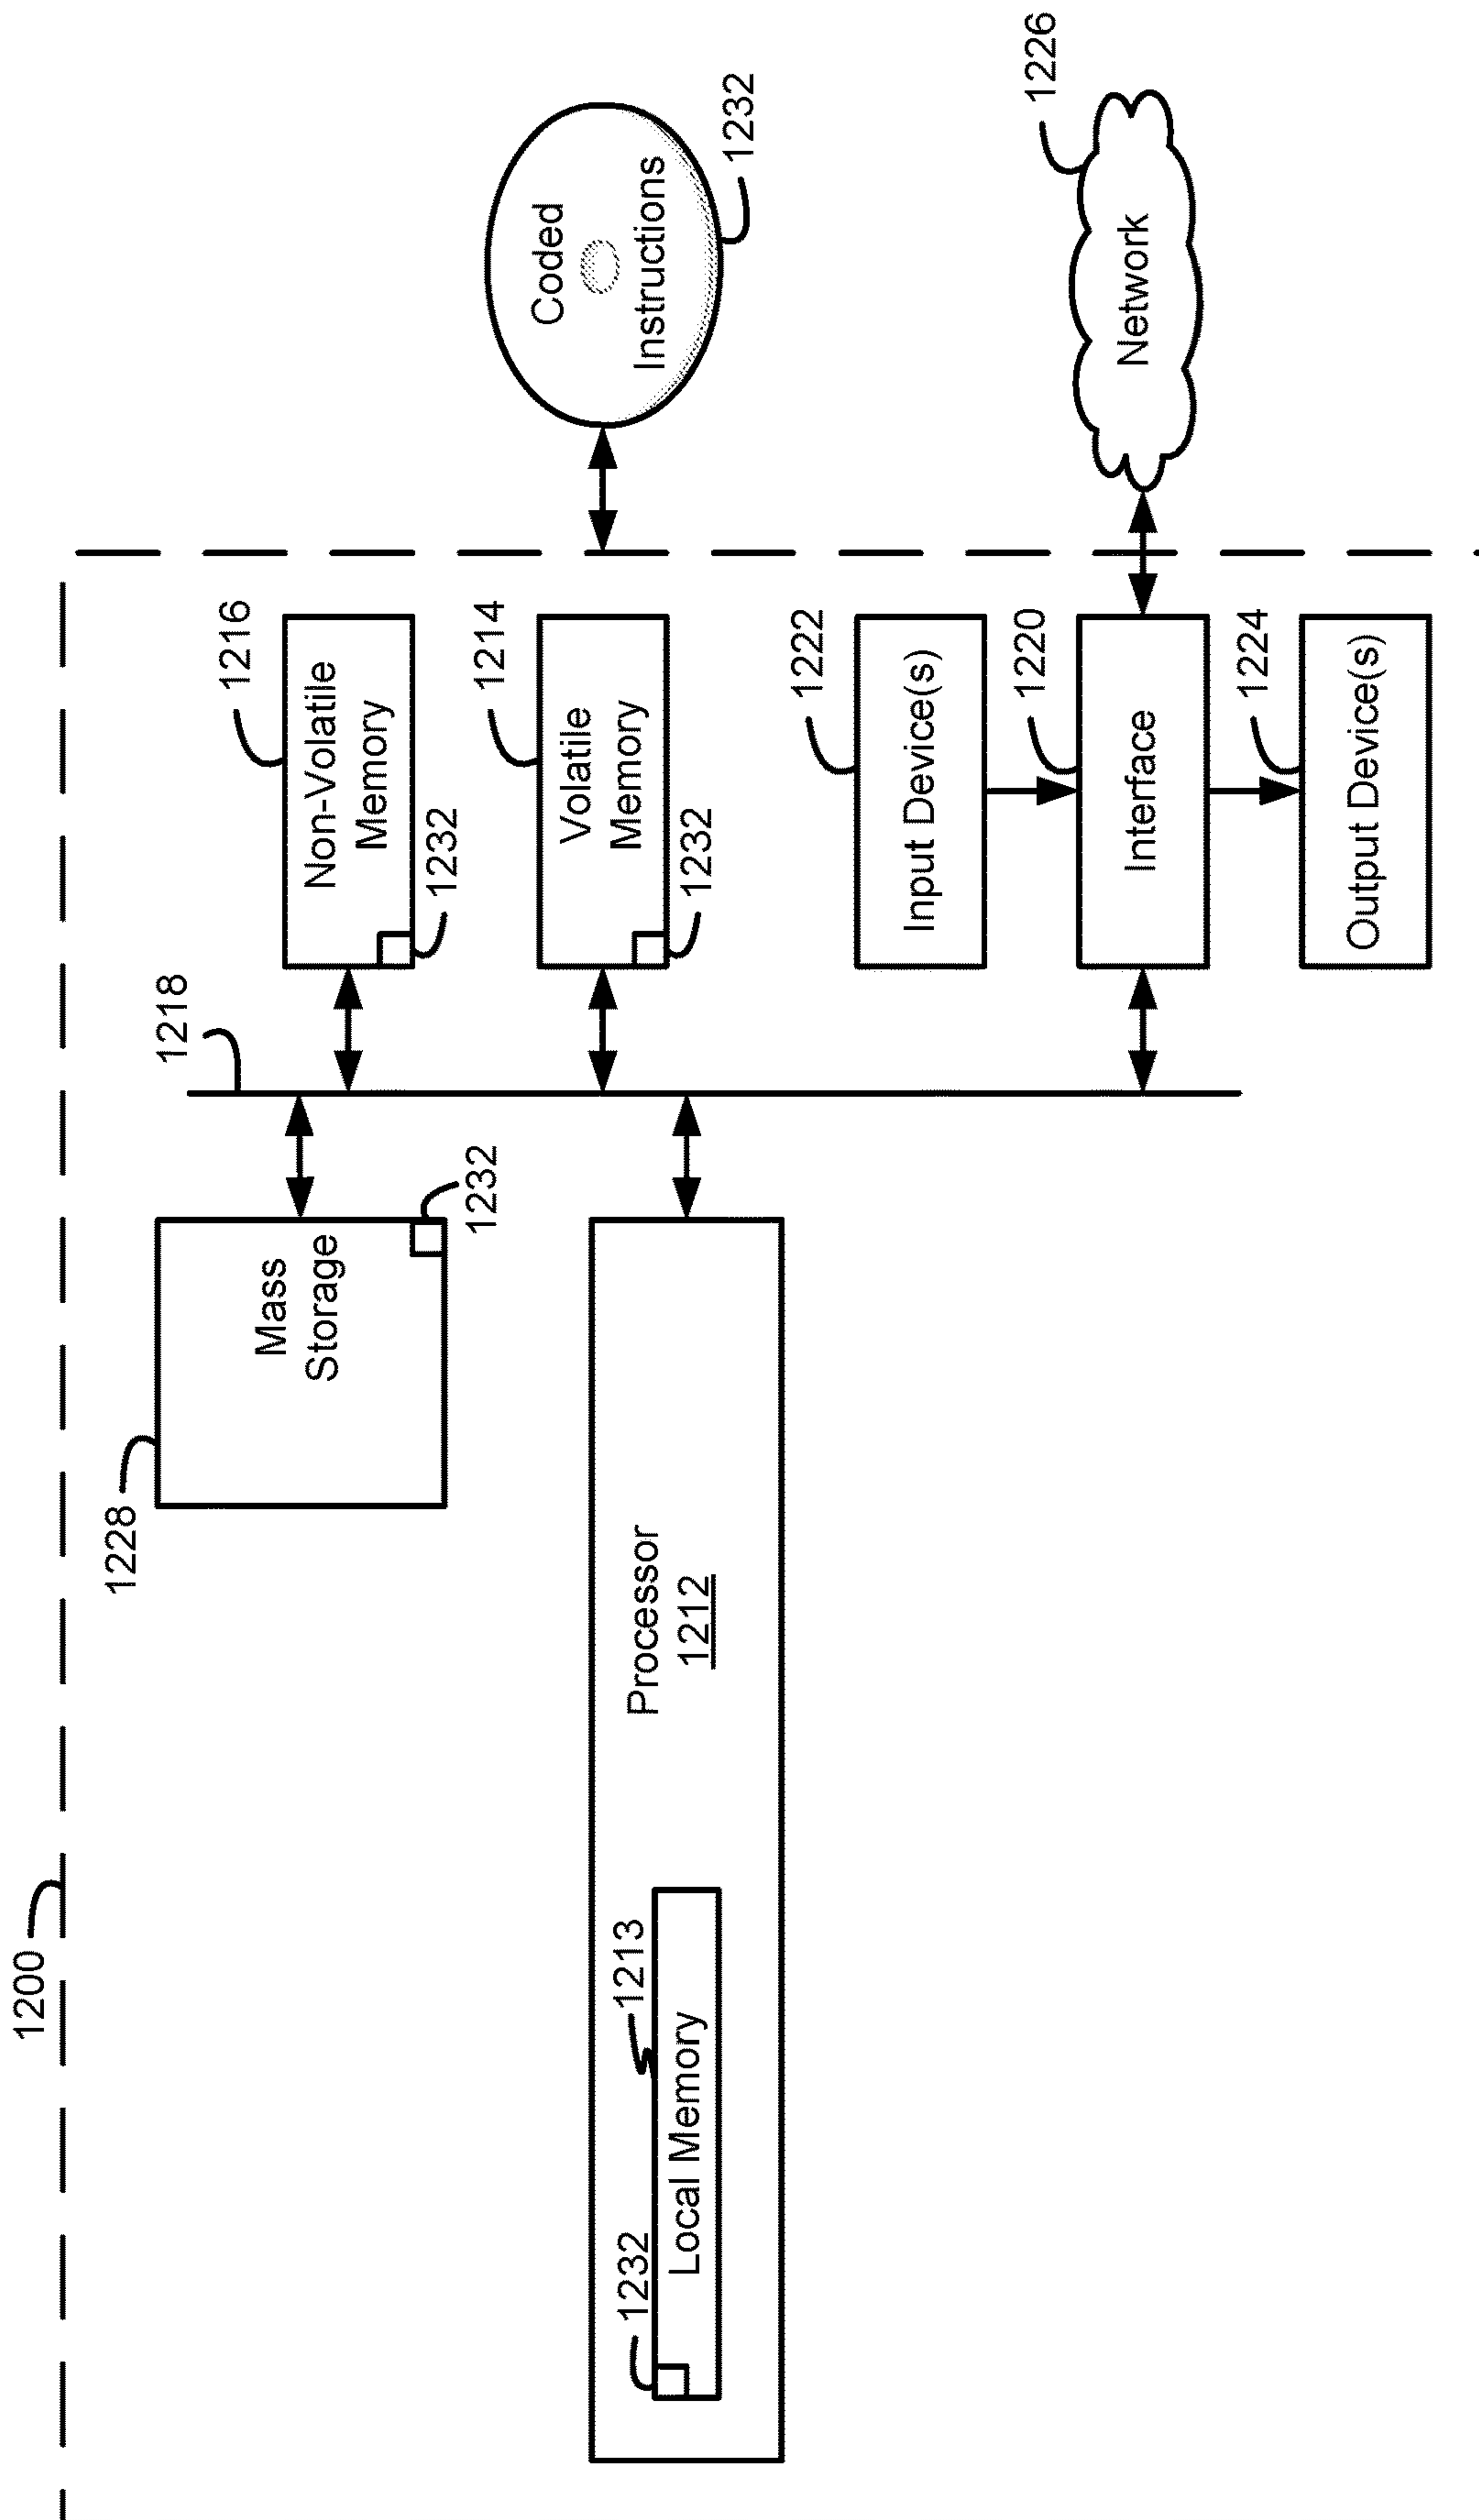 1200
1228
1218
1216
Mass
Storage
1232
Non-Volatile
Memory
1232
1214
Volatile
Memory
1232
Coded
Instructions
1232
Processor
1212
1232
1213
Local Memory
1222
Input Device(s)
1220
Interface
1226
Network
1224
Output Device(s)